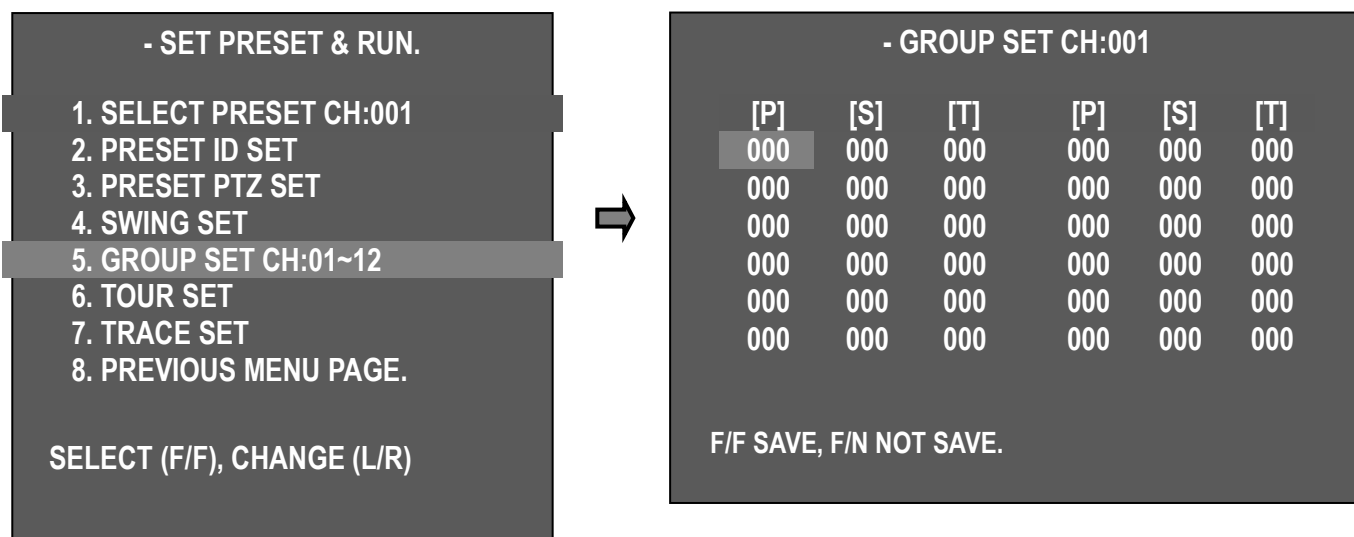 - SET PRESET & RUN.
1. SELECT PRESET CH:001
2. PRESET ID SET
3. PRESET PTZ SET
4. SWING SET
5. GROUP SET CH:01~12
6. TOUR SET
7. TRACE SET
8. PREVIOUS MENU PAGE.
SELECT (F/F), CHANGE (L/R)
- GROUP SET CH:001
[P] [S] [T] [P] [S] [T]
000 000 000 000 000 000
000 000 000 000 000 000
000 000 000 000 000 000
000 000 000 000 000 000
000 000 000 000 000 000
000 000 000 000 000 000
F/F SAVE, F/N NOT SAVE.